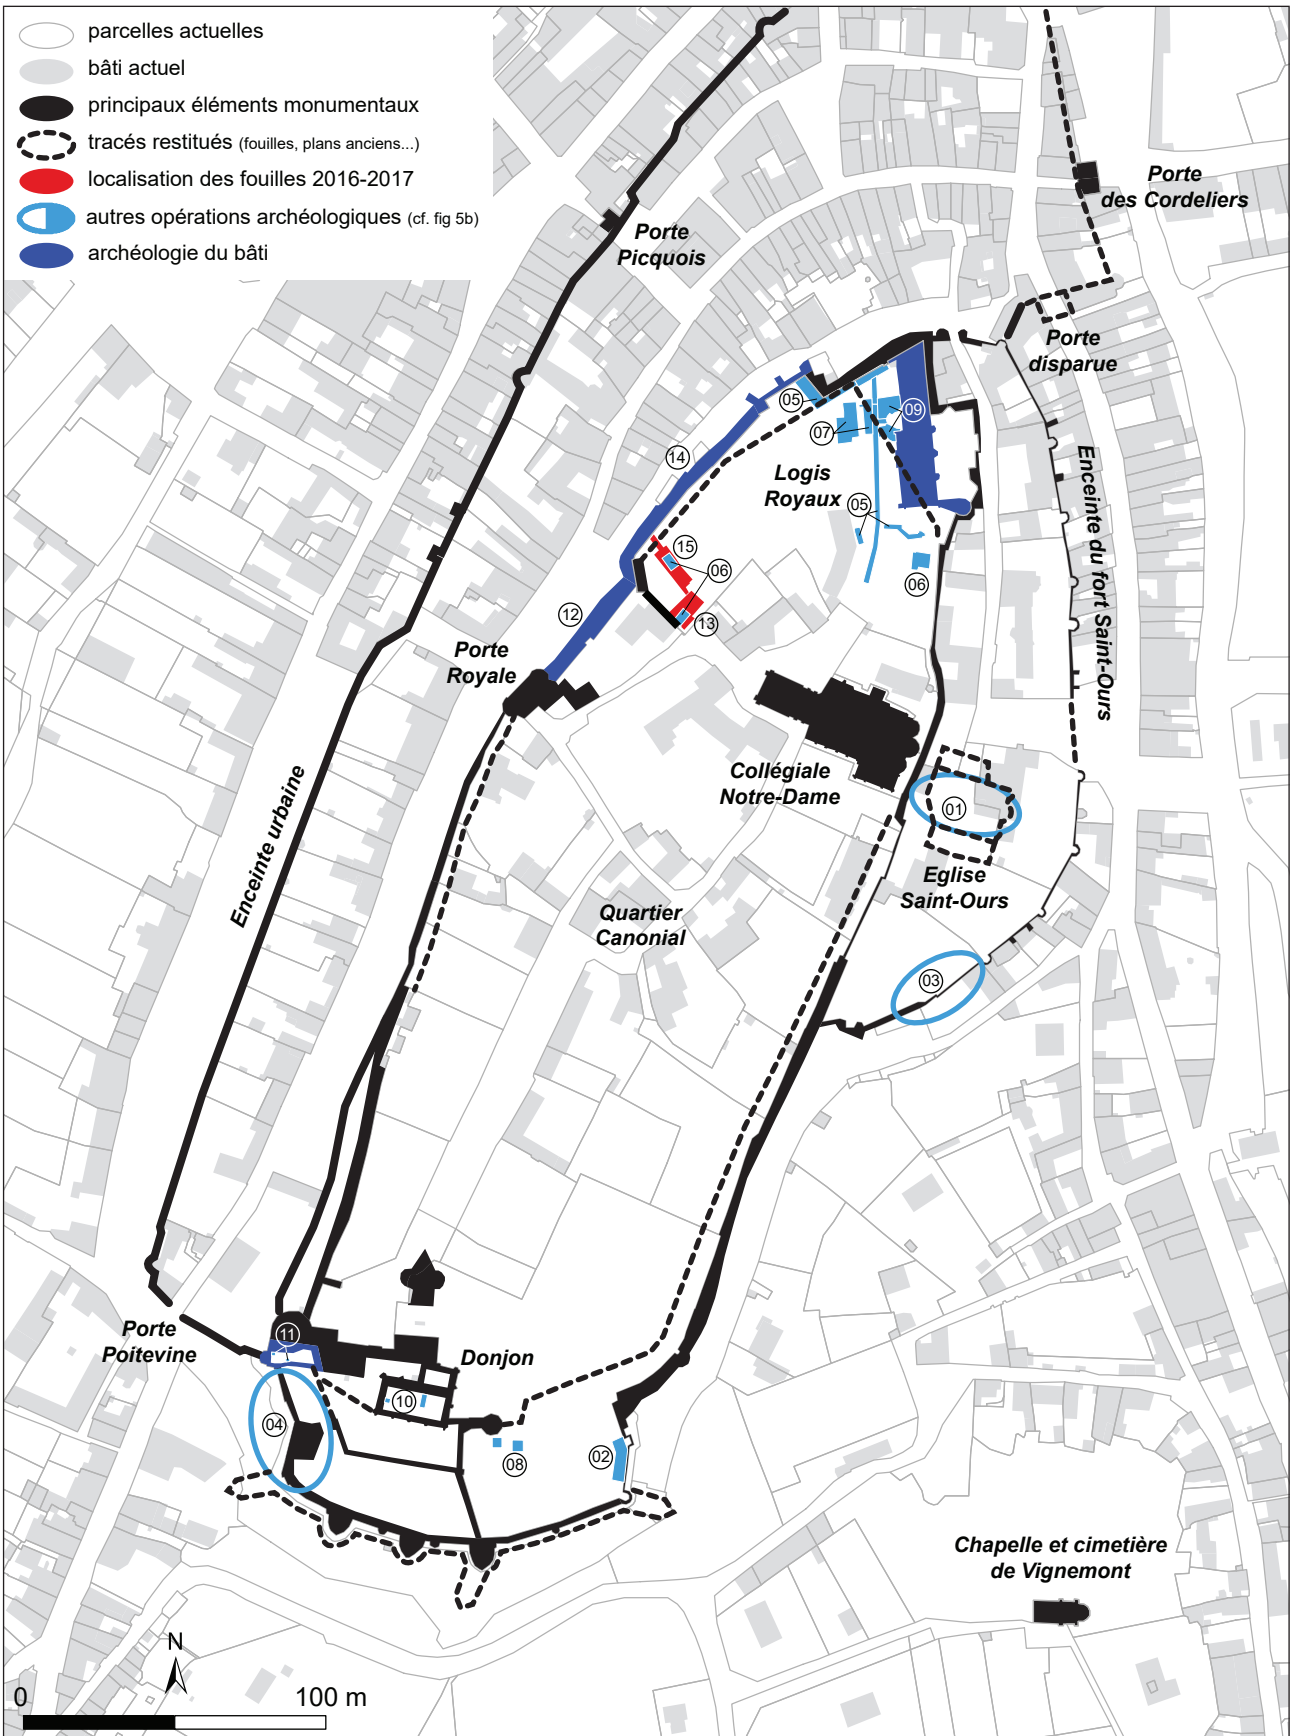 parcelles actuelles
bâti actuel
principaux éléments monumentaux
tracés restitués (fouilles, plans anciens...)
localisation des fouilles 2016-2017
autres opérations archéologiques (cf. fig 5b)
archéologie du bâti
Porte
des Cordeliers
Porte
Picquois
Porte
disparue
05
09
07
14
Logis
Royaux
Enceinte du fort Saint-Ours
05
15
06
06
12
13
Porte
Royale
Collégiale
Notre-Dame
Enceinte urbaine
01
Eglise
Saint-Ours
Quartier
Canonial
03
Porte
Poitevine
11
Donjon
10
04
08
02
Chapelle et cimetière
de Vignemont
N
0 100 m